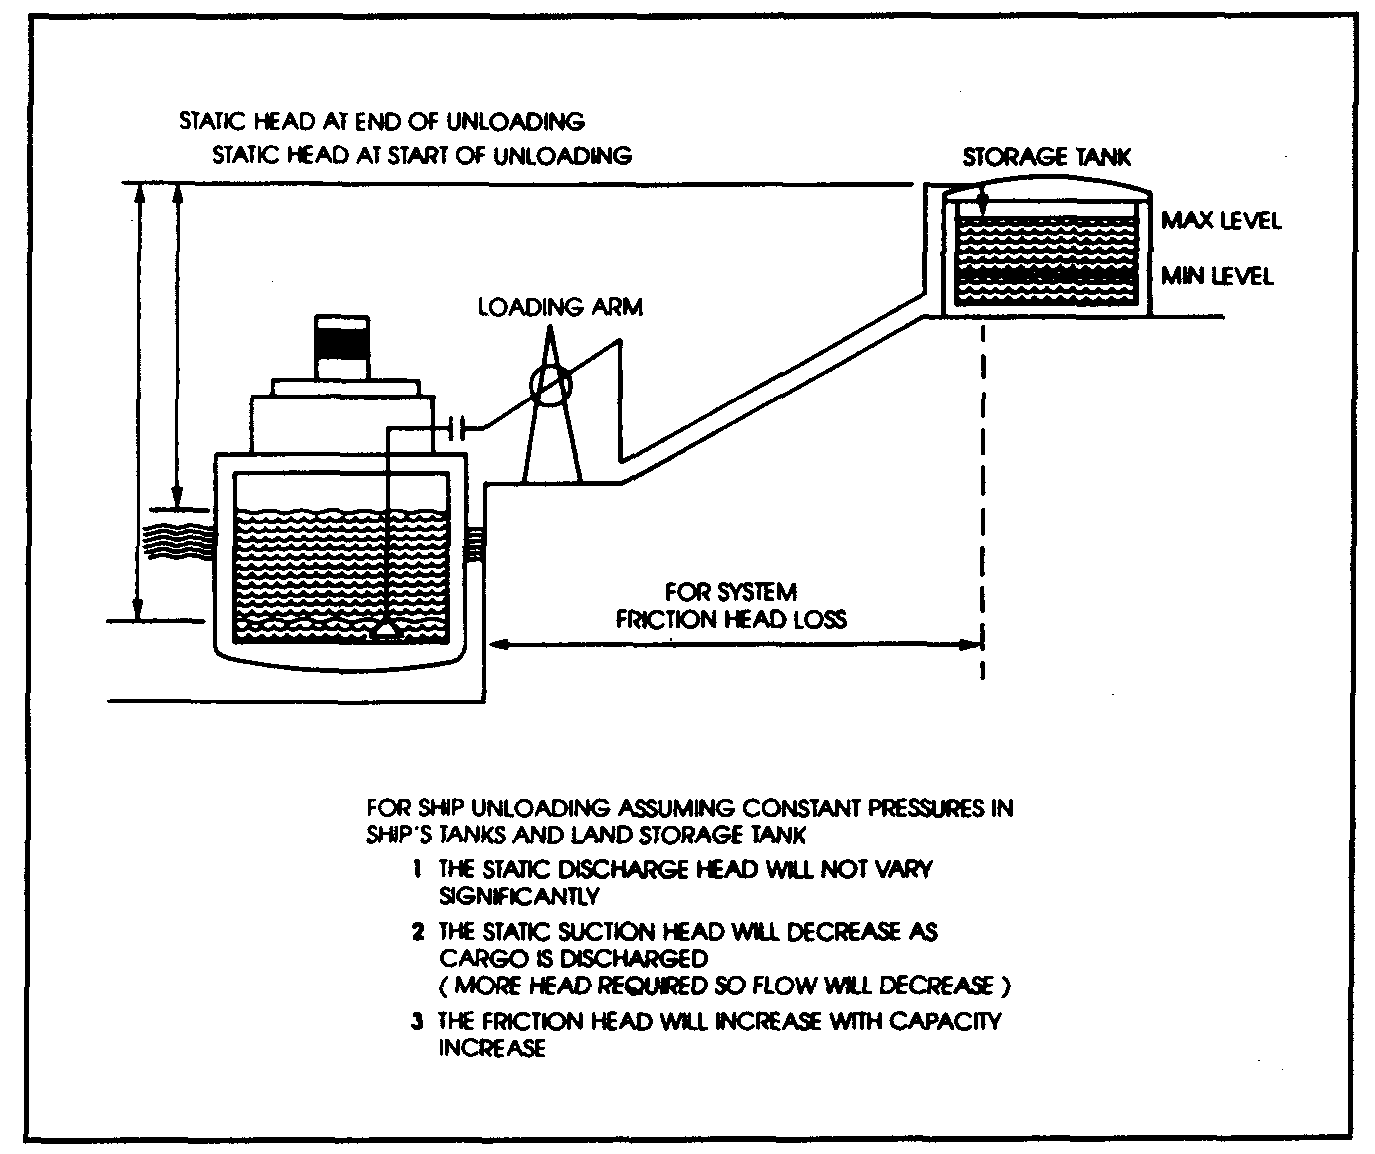 STATIC HEAD AT END OF UNLOADING
STATIC HEAD AT START OF UNLOADING
STORAGE TANK
MAX LEVEL
MIN LEVEL
LOADING ARM
FOR SYSTEM
FRICTION HEAD LOSS
FOR SHIP UNLOADING ASSUMING CONSTANT PRESSURES IN
SHIP'S TANKS AND LAND STORAGE TANK
1 THE STATIC DISCHARGE HEAD WILL NOT VARY
SIGNIFICANTLY
2 THE STATIC SUCTION HEAD WILL DECREASE AS
CARGO IS DISCHARGED
( MORE HEAD REQUIRED SO FLOW WILL DECREASE )
3 THE FRICTION HEAD WILL INCREASE WITH CAPACITY
INCREASE